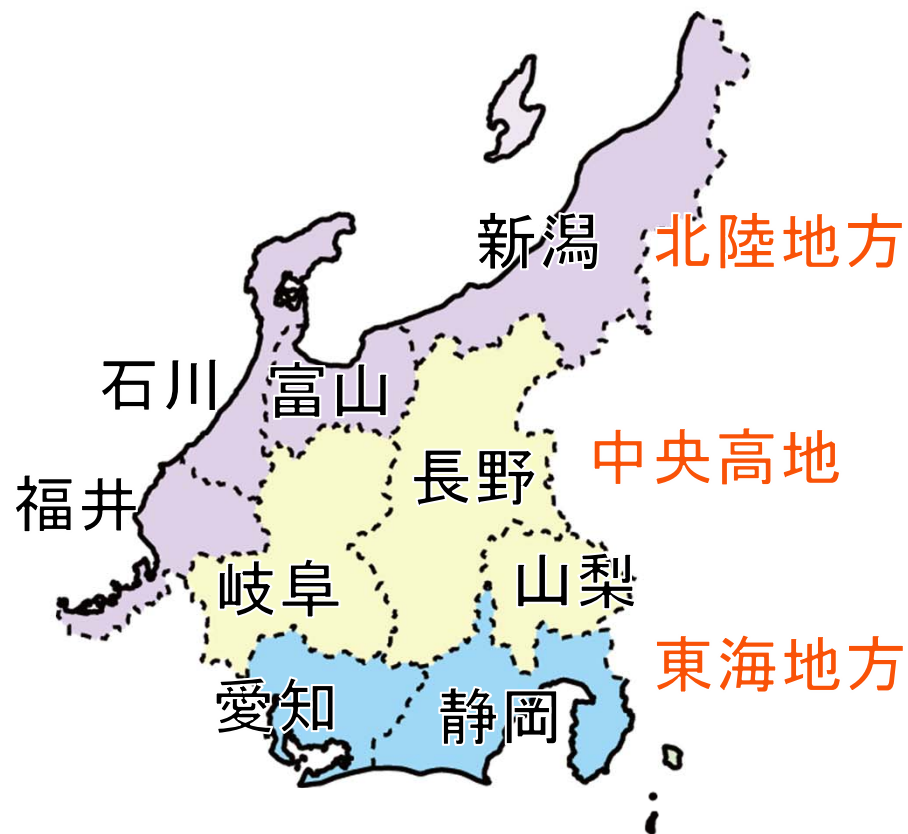 新潟
北陸地方
石川
富山
中央高地
長野
福井
岐阜
山梨
東海地方
愛知
静岡